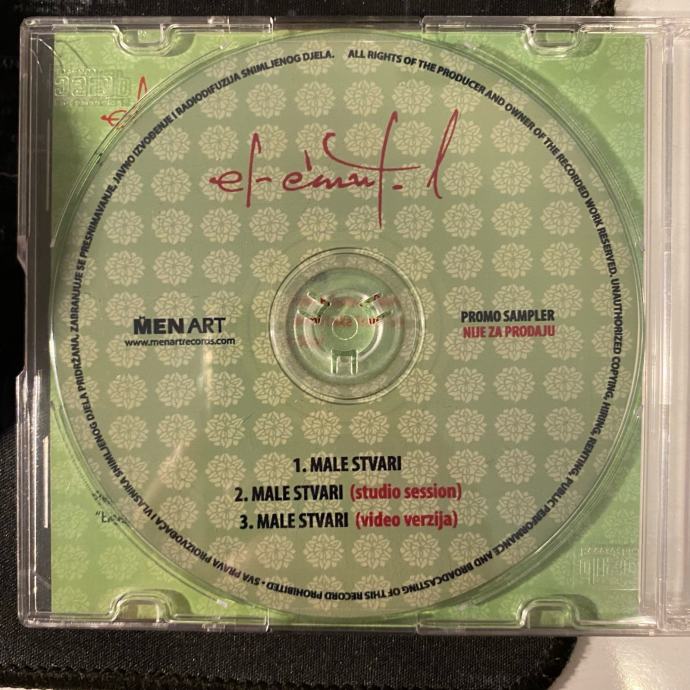 el-ement.l
MEN ART
www.menartrecords.com
PROMO SAMPLER
NIJE ZA PRODAJU
1. MALE STVARI
2. MALE STVARI (studio session)
3. MALE STVARI (video verzija)
SVA PRAVA PROIZVOĐAČA I VLASNIKA SNIMLJENOG DJELA PRIDRŽANA, ZABRANJUJE SE PRESNIMAVANJE, JAVNO IZVOĐENJE I RADIODIFUZIJA SNIMLJENOG DJELA. ALL RIGHTS OF THE PRODUCER AND OWNER OF THE RECORDED WORK RESERVED. UNAUTHORIZED COPYING, HIRING, RENTING, PUBLIC PERFORMANCE AND BROADCASTING OF THIS RECORD PROHIBITED •